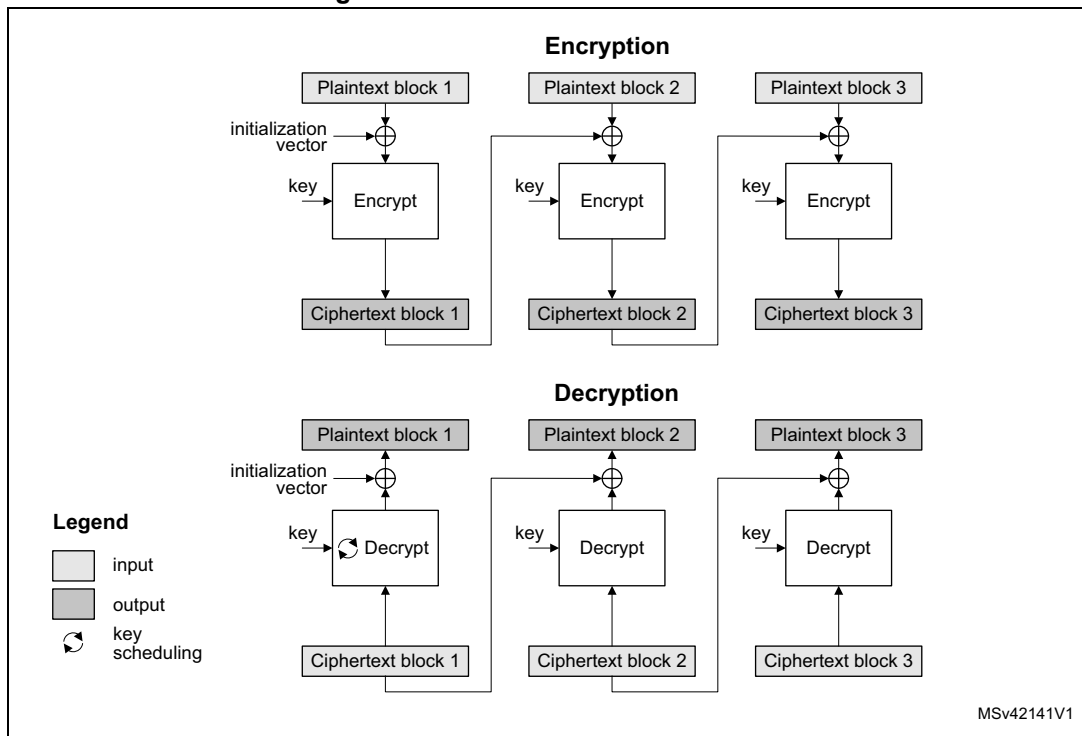 Encryption
Plaintext block 1
Plaintext block 2
Plaintext block 3
initialization
vector
key
Encrypt
key
Encrypt
key
Encrypt
Ciphertext block 1
Ciphertext block 2
Ciphertext block 3
Decryption
Plaintext block 1
Plaintext block 2
Plaintext block 3
initialization
vector
key
Decrypt
key
Decrypt
key
Decrypt
Ciphertext block 1
Ciphertext block 2
Ciphertext block 3
Legend
input
output
key
scheduling
MSv42141V1